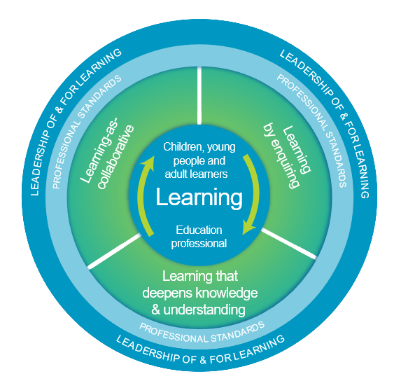 LEADERSHIP OF & FOR LEARNING
LEADERSHIP OF & FOR LEARNING
PROFESSIONAL STANDARDS
PROFESSIONAL STANDARDS
Learning-as-
collaborative
Learning
by enquiring
Children, young
people and
adult learners
Learning
Education
professional
Learning that
deepens knowledge
& understanding
PROFESSIONAL STANDARDS
LEADERSHIP OF & FOR LEARNING